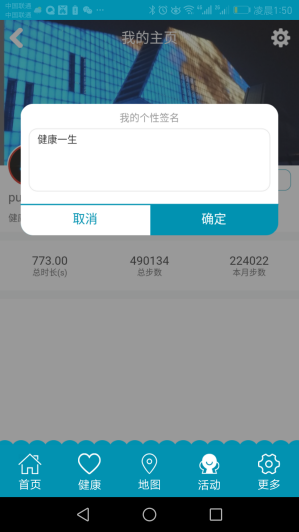 中国联通
中国联通
凌晨1:50
我的主页
我的个性签名
健康一生
取消
确定
pu
健康
773.00
490134
224022
总时长(s)
总步数
本月步数
首页
健康
地图
活动
更多